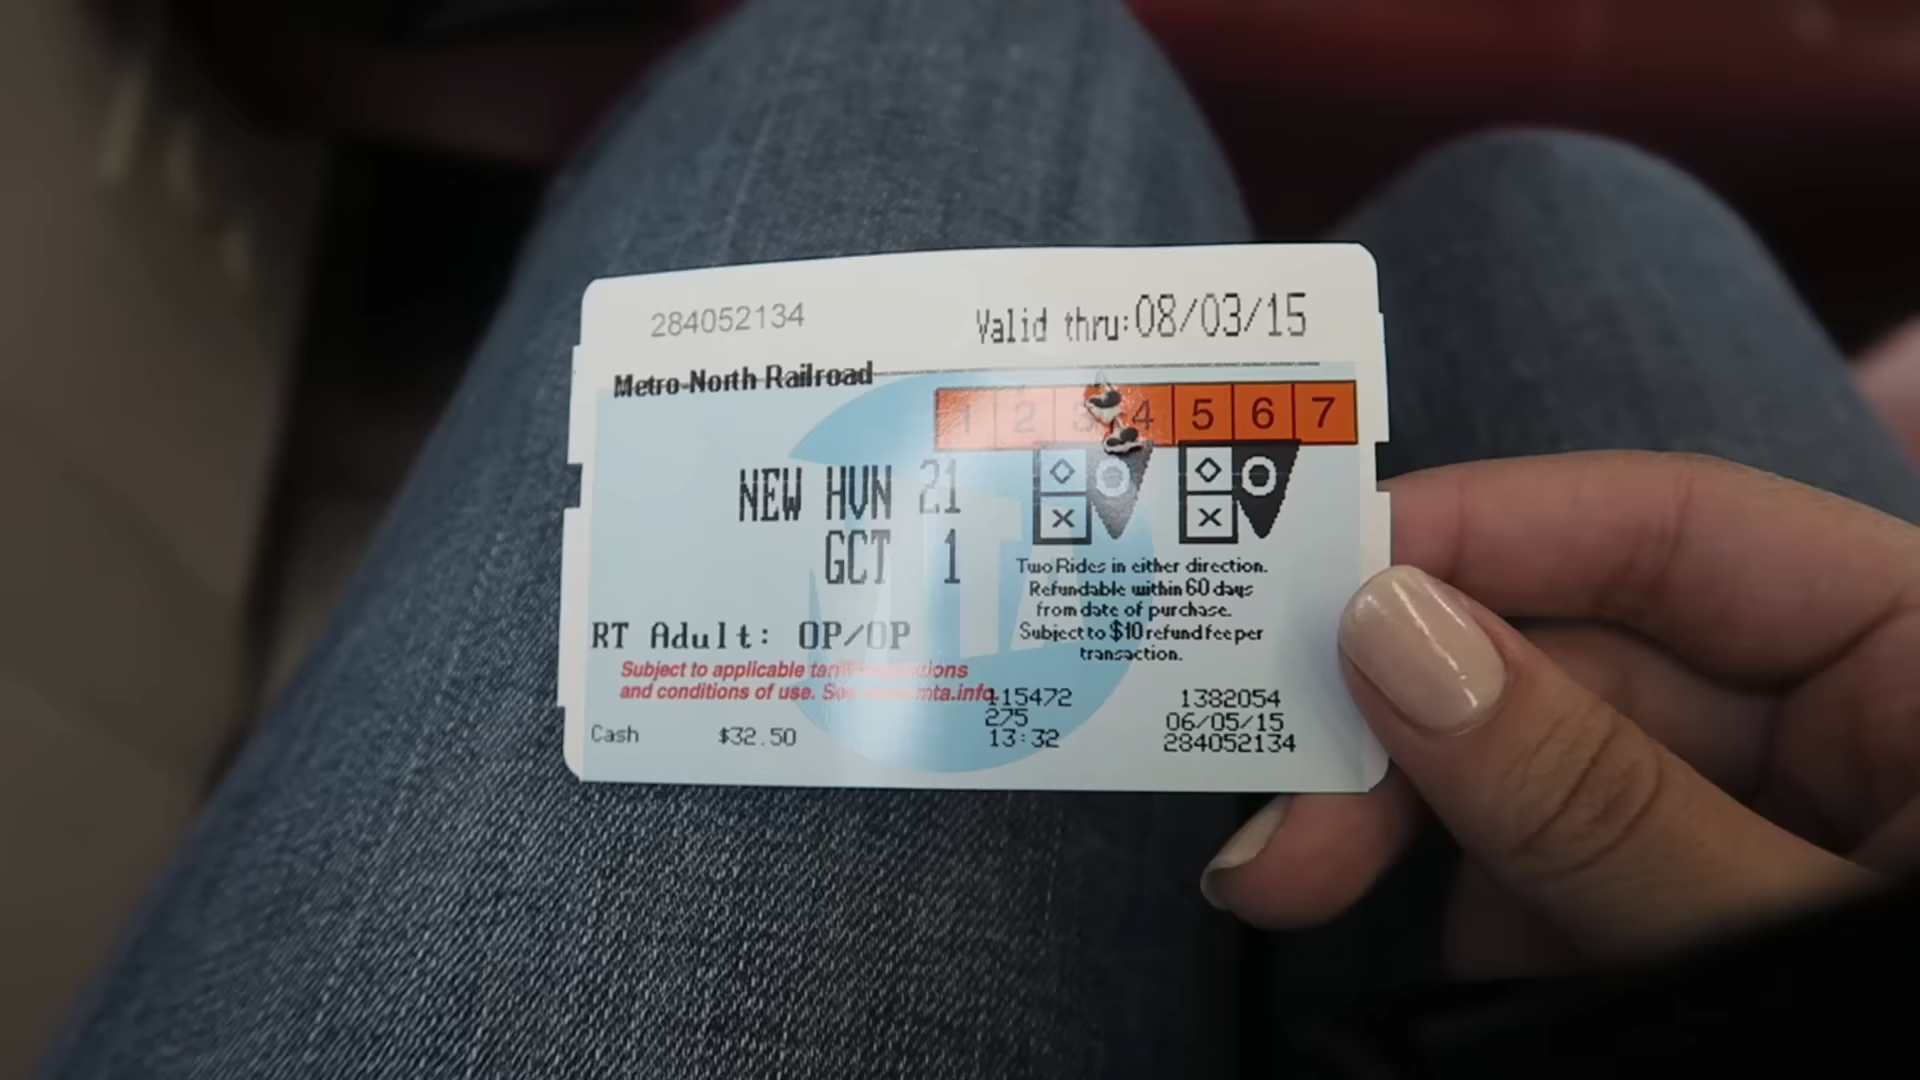 284052134
Valid thru: 08/03/15
Metro-North Railroad
1 2 3 4 5 6 7
NEW HVN 21
GCT 1
Two Rides in either direction.
Refundable within 60 days
from date of purchase.
Subject to $10 refund fee per
transaction.
RT Adult: OP/OP
Subject to applicable
and conditions of use. mta.info.
115472 1382054
275 06/05/15
Cash $32.50 13:32 284052134
MTA